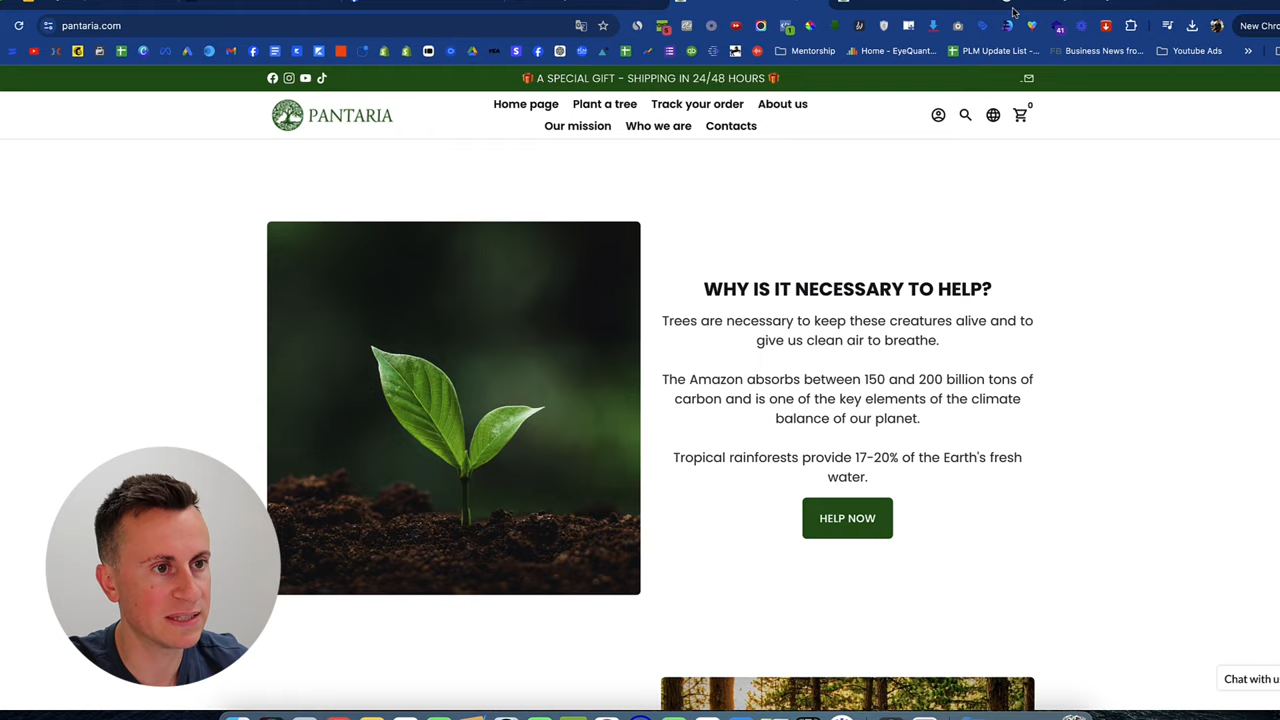 pantaria.com
New Chro
Mentorship
Home - EyeQuant...
PLM Update List -...
Business News fro...
Youtube Ads
A SPECIAL GIFT - SHIPPING IN 24/48 HOURS
PANTARIA
Home page Plant a tree Track your order About us
Our mission Who we are Contacts
0
WHY IS IT NECESSARY TO HELP?
Trees are necessary to keep these creatures alive and to
give us clean air to breathe.
The Amazon absorbs between 150 and 200 billion tons of
carbon and is one of the key elements of the climate
balance of our planet.
Tropical rainforests provide 17-20% of the Earth's fresh
water.
HELP NOW
Chat with u